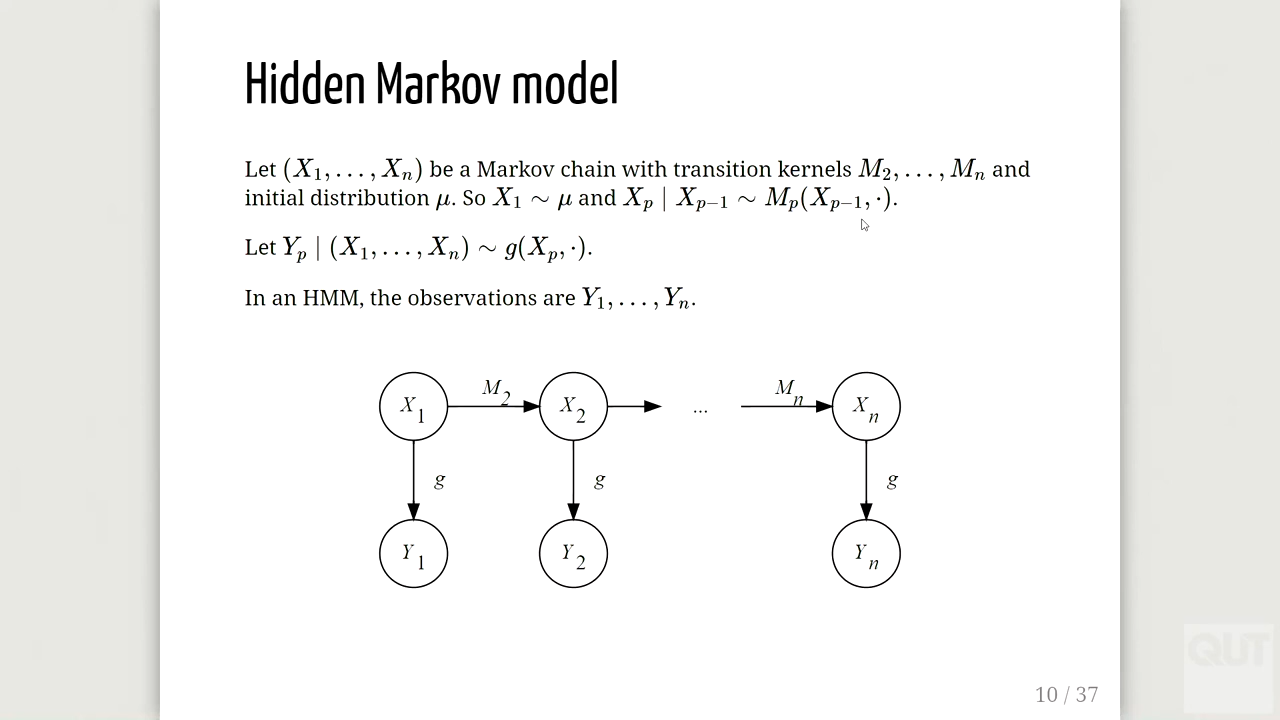 Hidden Markov model
Let (X₁, . . . , Xₙ) be a Markov chain with transition kernels M₂, . . . , Mₙ and
initial distribution μ. So X₁ ∼ μ and Xₚ | Xₚ₋₁ ∼ Mₚ(Xₚ₋₁, ·).
Let Yₚ | (X₁, . . . , Xₙ) ∼ g(Xₚ, ·).
In an HMM, the observations are Y₁, . . . , Yₙ.
M₂ Mₙ
X₁ X₂ ... Xₙ
g g g
Y₁ Y₂ Yₙ
QUT
10 / 37